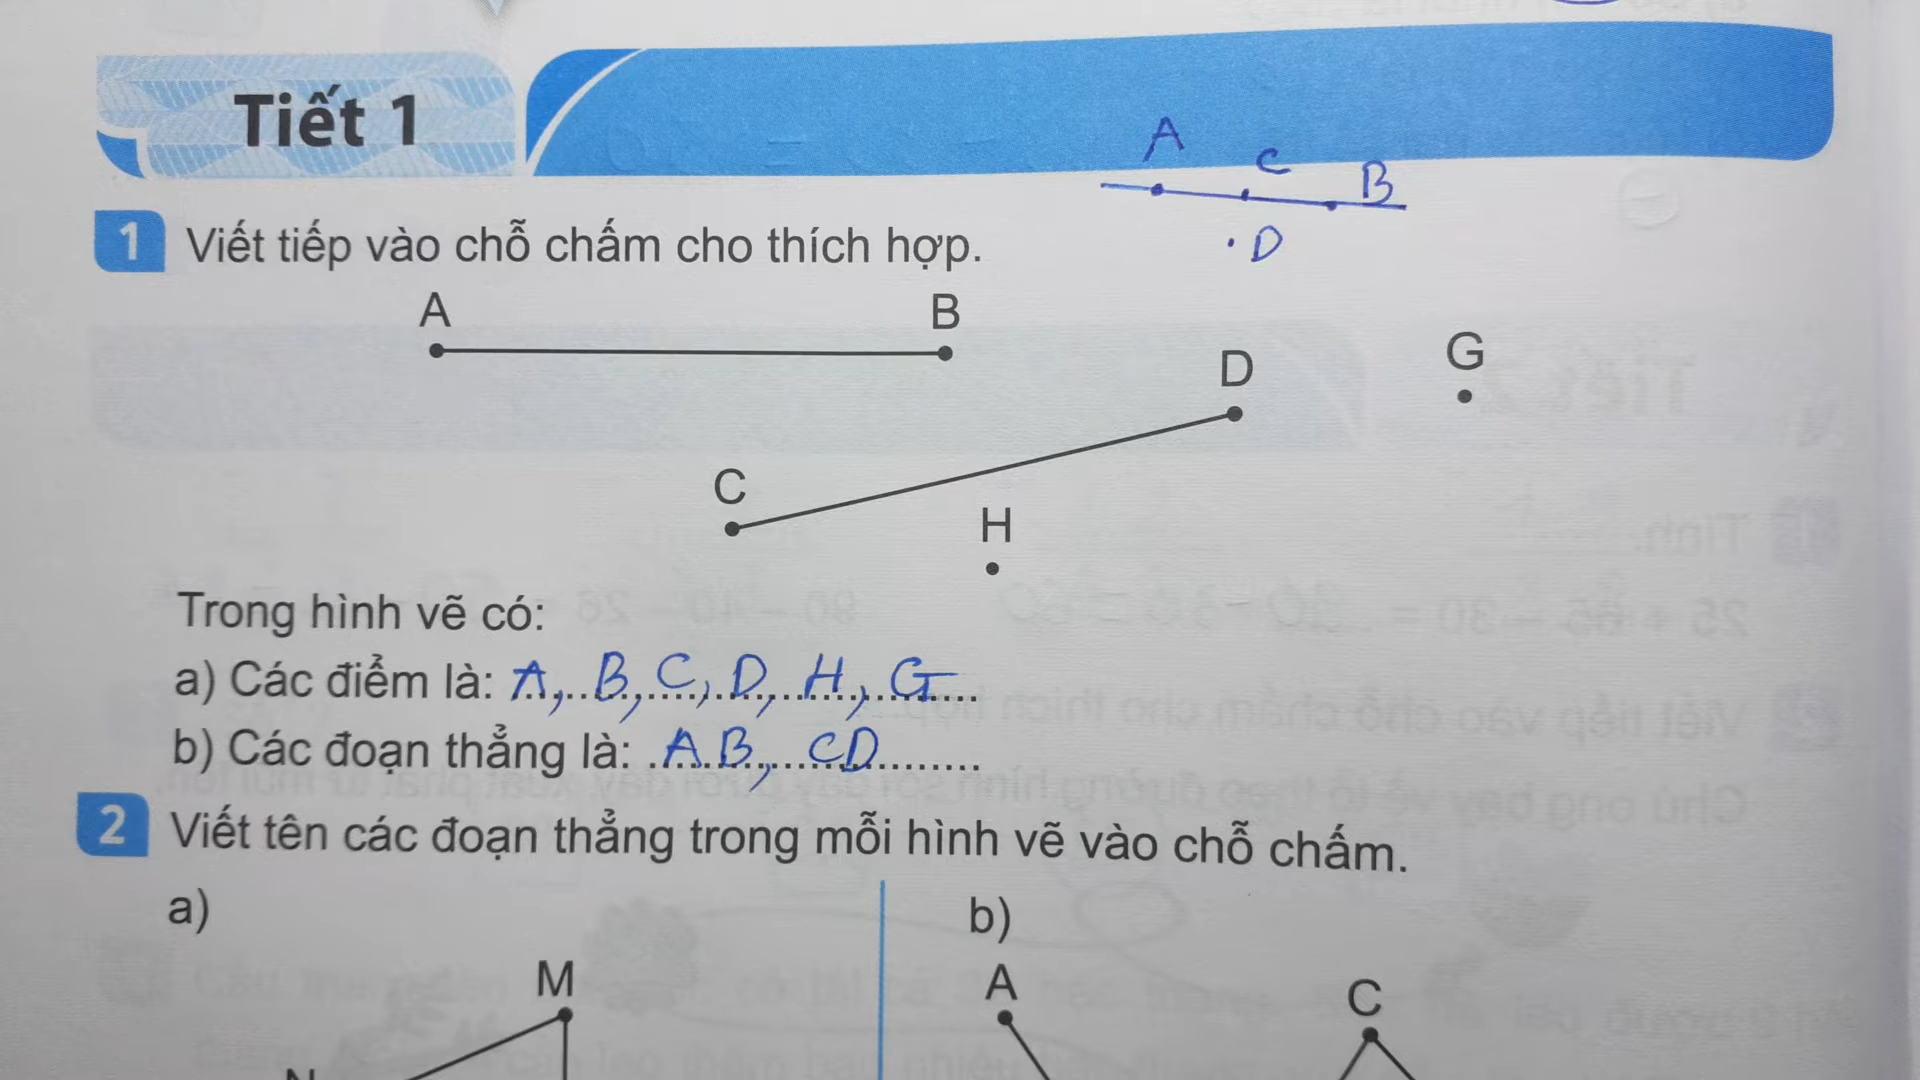 Tiết 1
A
C
B
D
1 Viết tiếp vào chỗ chấm cho thích hợp.
A B
D G
C
H
Trong hình vẽ có:
a) Các điểm là: A, B, C, D, H, G
b) Các đoạn thẳng là: AB, CD
2 Viết tên các đoạn thẳng trong mỗi hình vẽ vào chỗ chấm.
a) b)
M A C
N